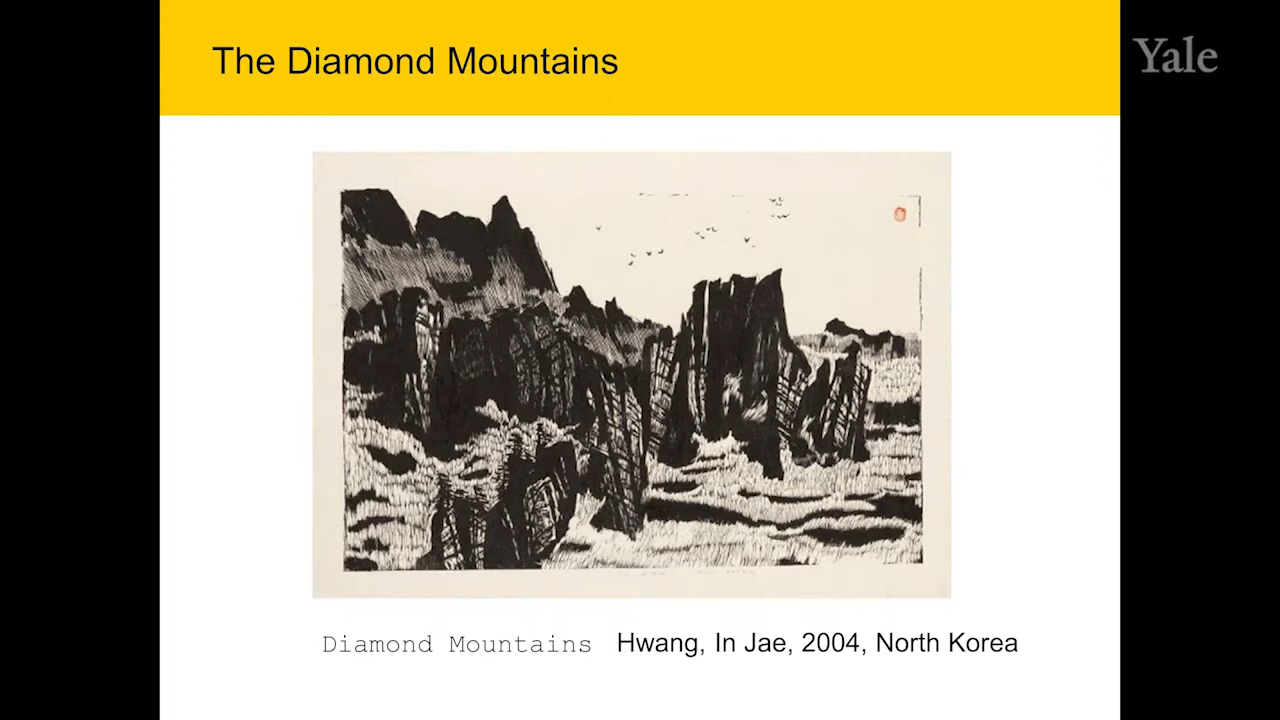 The Diamond Mountains
Yale
Diamond Mountains Hwang, In Jae, 2004, North Korea